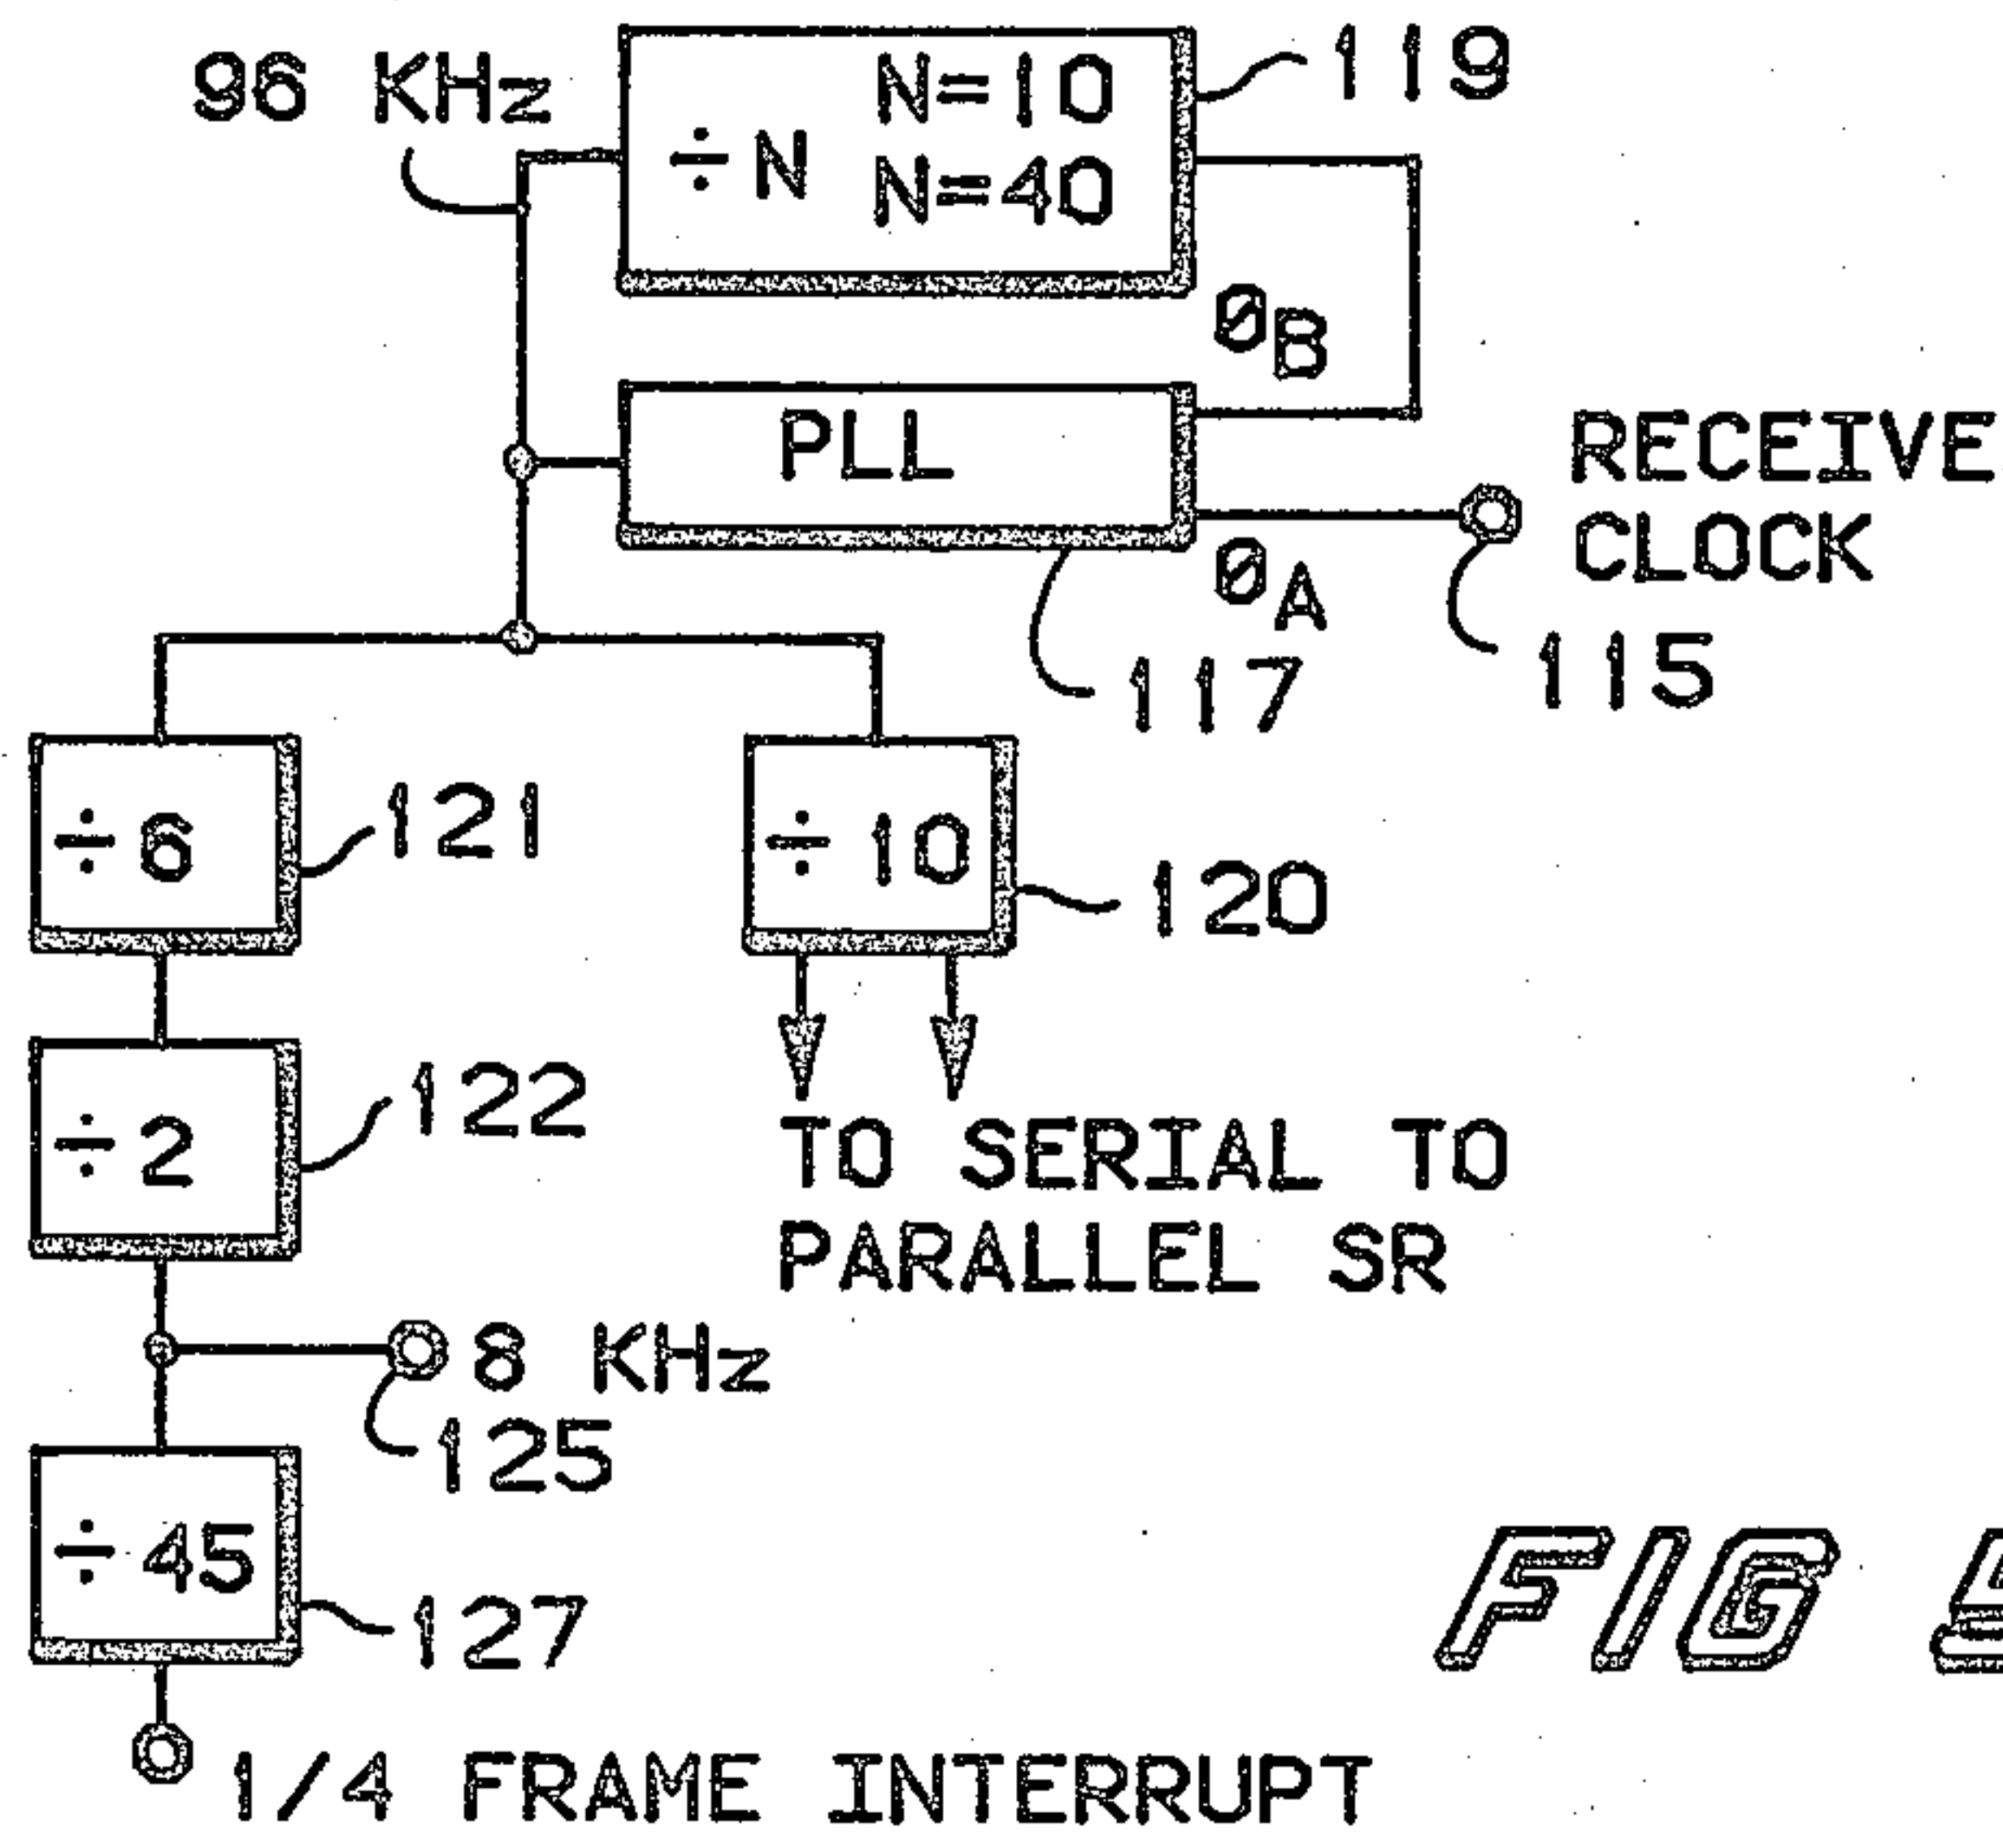 96 KHz
÷N
N=10
N=40
119
ØB
PLL
RECEIVE
CLOCK
ØA
117
115
÷6
121
÷10
120
÷2
122
TO SERIAL TO
PARALLEL SR
8 KHz
125
÷45
127
FIG
1/4 FRAME INTERRUPT